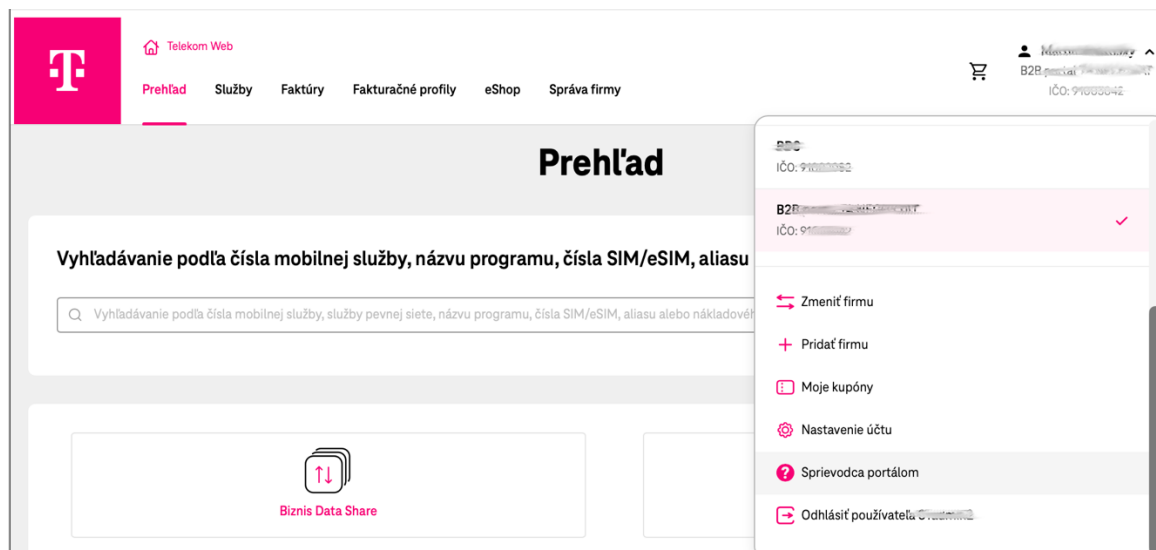 Telekom Web
Prehľad Služby Faktúry Fakturačné profily eShop Správa firmy
B2B
IČO:
Prehľad
IČO:
IČO:
Vyhľadávanie podľa čísla mobilnej služby, názvu programu, čísla SIM/eSIM, aliasu
Vyhľadávanie podľa čísla mobilnej služby, služby pevnej siete, názvu programu, čísla SIM/eSIM, aliasu alebo nákladovéh
Zmeniť firmu
Pridať firmu
Moje kupóny
Nastavenie účtu
Sprievodca portálom
Odhlásiť používateľa
Biznis Data Share